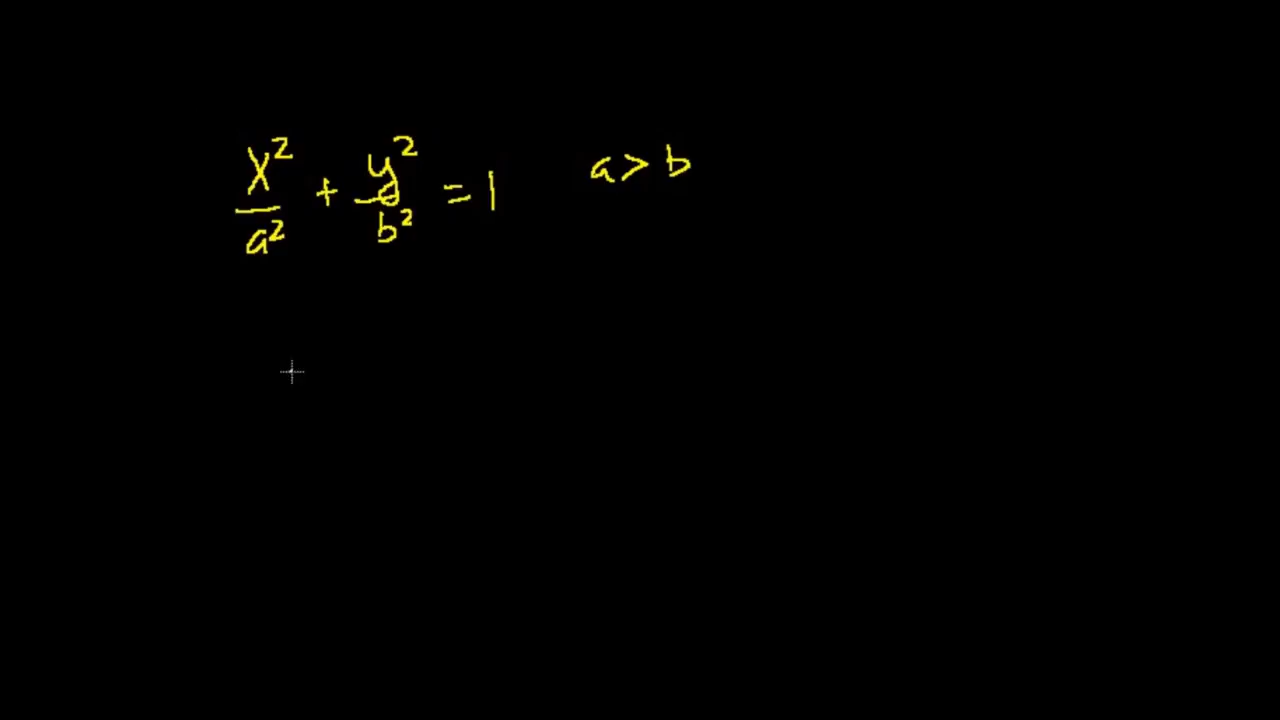 x²/a² + y²/b² = 1    a > b